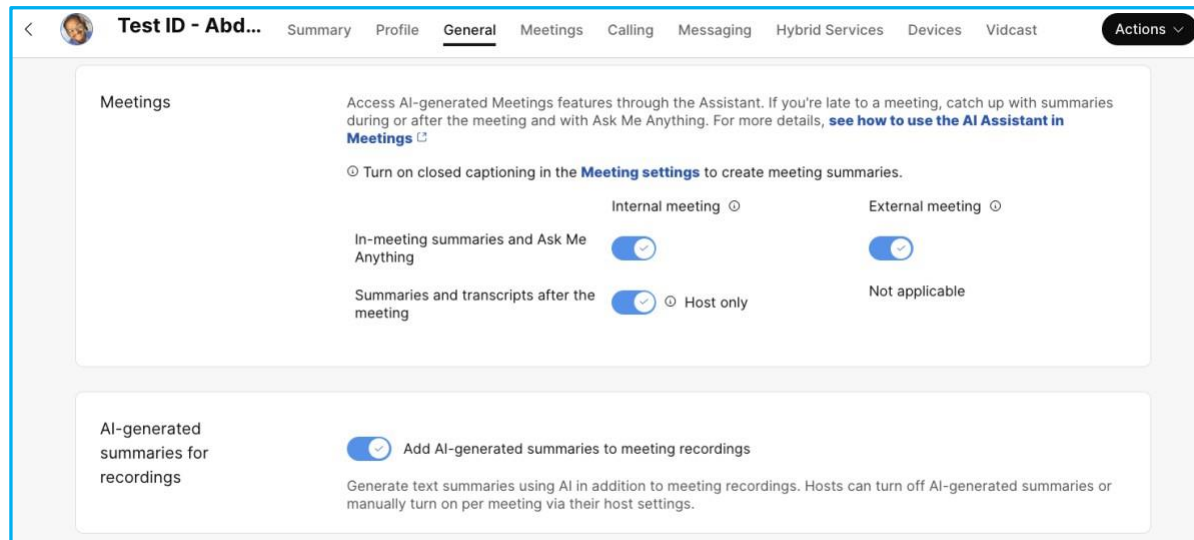 Test ID - Abd...
Summary Profile General Meetings Calling Messaging Hybrid Services Devices Vidcast
Actions
Meetings
Access AI-generated Meetings features through the Assistant. If you're late to a meeting, catch up with summaries
during or after the meeting and with Ask Me Anything. For more details, see how to use the AI Assistant in
Meetings
Turn on closed captioning in the Meeting settings to create meeting summaries.
Internal meeting External meeting
In-meeting summaries and Ask Me
Anything
Summaries and transcripts after the
meeting
Host only
Not applicable
AI-generated
summaries for
recordings
Add AI-generated summaries to meeting recordings
Generate text summaries using AI in addition to meeting recordings. Hosts can turn off AI-generated summaries or
manually turn on per meeting via their host settings.